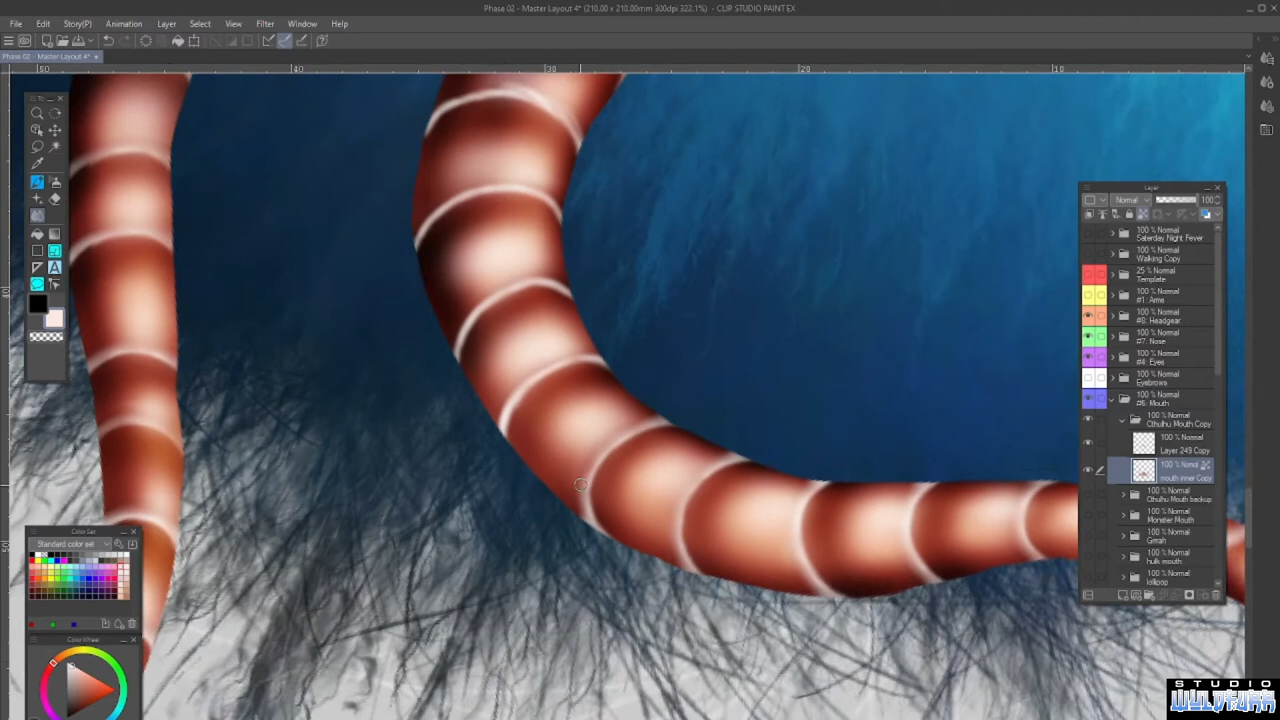 Phase 02 - Master Layout 4* (210.00 x 210.00mm 300dpi 322.1%) - CLIP STUDIO PAINT EX
File Edit Story(P) Animation Layer Select View Filter Window Help
Phase 02 - Master Layout 4*
50 40 30 20 10
Layer
Normal 100
100 % Normal
Saterday Night Fever
100 % Normal
Walking Copy
25 % Normal
Template
100 % Normal
#1: Arms
100 % Normal
#8: Headgear
100 % Normal
#7: Nose
100 % Normal
#4: Eyes
100 % Normal
Eyebrows
100 % Normal
#6: Mouth
100 % Normal
Cthulhu Mouth Copy
100 % Normal
Layer 249 Copy
100 % Normal
mouth inner Copy
100 % Normal
Cthulhu Mouth backup
100 % Normal
Monster Mouth
100 % Normal
100 % Normal
hulk mouth
100 % Normal
lollipop
Color Set
Standard color set
Color Wheel
STUDIO